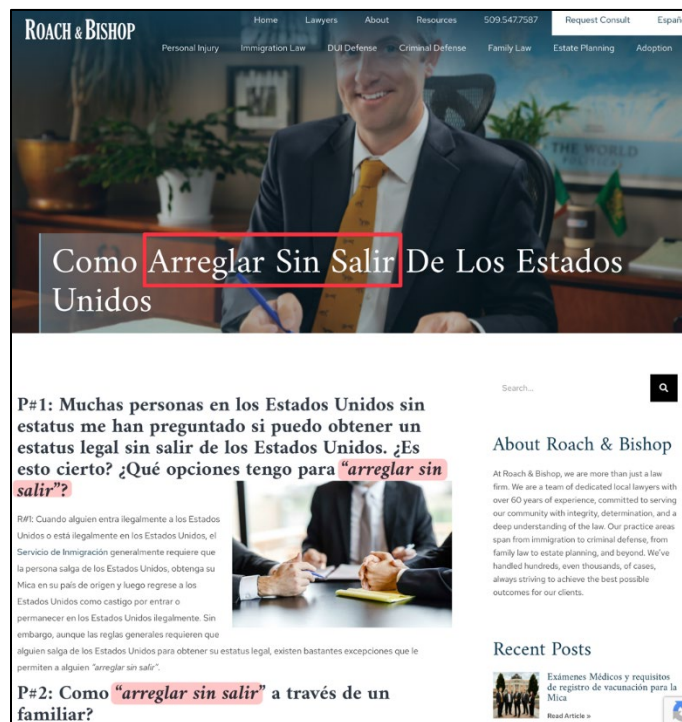 ROACH & BISHOP
Home Lawyers About Resources 509.547.7587 Request Consult
Personal Injury Immigration Law DUI Defense Criminal Defense Family Law Estate Planning Adoption
THE WORLD
POLITICAL
Como Arreglar Sin Salir De Los Estados
Unidos
Search...
P#1: Muchas personas en los Estados Unidos sin
estatus me han preguntado si puedo obtener un
estatus legal sin salir de los Estados Unidos. ¿Es
esto cierto? ¿Qué opciones tengo para "arreglar sin
salir"?
R#1: Cuando alguien entra ilegalmente a los Estados
Unidos o está ilegalmente en los Estados Unidos, el
Servicio de Inmigración generalmente requiere que
la persona salga de los Estados Unidos, obtenga su
Mica en su país de origen y luego regrese a los
Estados Unidos como castigo por entrar o
permanecer en los Estados Unidos ilegalmente. Sin
embargo, aunque las reglas generales requieren que
alguien salga de los Estados Unidos para obtener su estatus legal, existen bastantes excepciones que le
permiten a alguien "arreglar sin salir".
P#2: Como "arreglar sin salir" a través de un
familiar?
About Roach & Bishop
At Roach & Bishop, we are more than just a law
firm. We are a team of dedicated local lawyers with
over 60 years of experience, committed to serving
our community with integrity, determination, and a
deep understanding of the law. Our practice areas
span from immigration to criminal defense, from
family law to estate planning, and beyond. We've
handled hundreds, even thousands, of cases,
always striving to achieve the best possible
outcomes for our clients.
Recent Posts
Exámenes Médicos y requisitos
de registro de vacunación para la
Mica
Read Article »